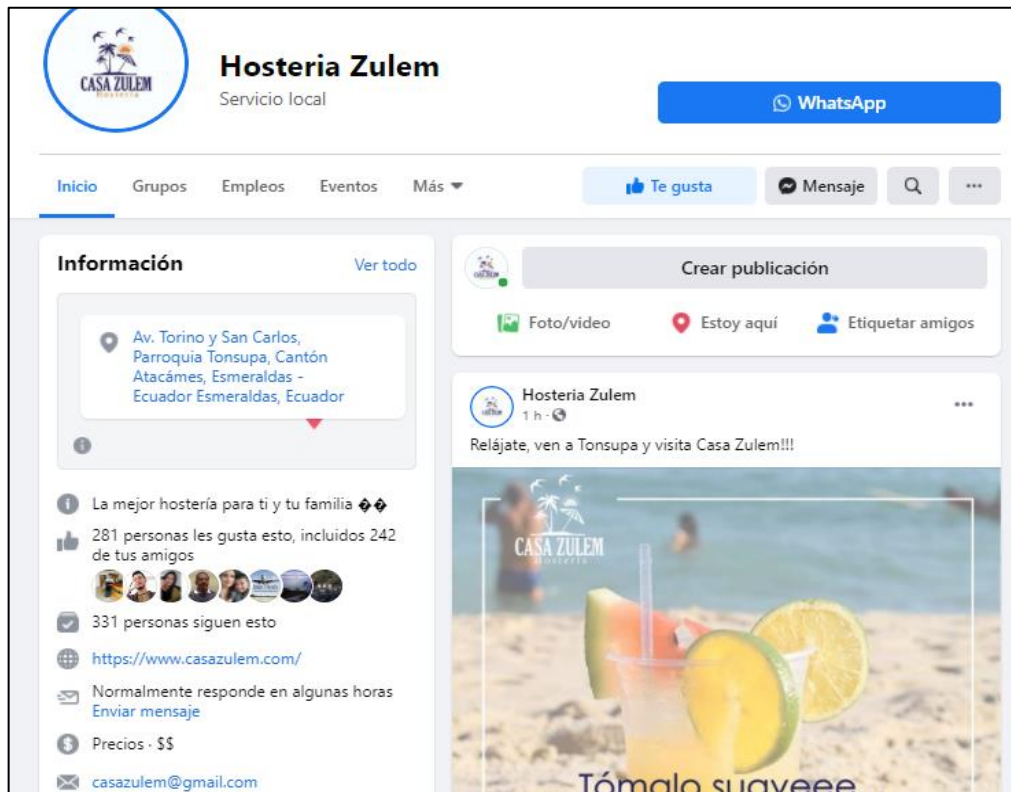 CASA ZULEM
Hostería
Hosteria Zulem
Servicio local
WhatsApp
Inicio
Grupos
Empleos
Eventos
Más
Te gusta
Mensaje
Información
Ver todo
Av. Torino y San Carlos,
Parroquia Tonsupa, Cantón
Atacámes, Esmeraldas -
Ecuador Esmeraldas, Ecuador
La mejor hostería para ti y tu familia ��
281 personas les gusta esto, incluidos 242
de tus amigos
331 personas siguen esto
https://www.casazulem.com/
Normalmente responde en algunas horas
Enviar mensaje
Precios · $$
casazulem@gmail.com
Crear publicación
Foto/video
Estoy aquí
Etiquetar amigos
Hosteria Zulem
1 h ·
Relájate, ven a Tonsupa y visita Casa Zulem!!!
CASA ZULEM
Hostería
Tómalo suaveee